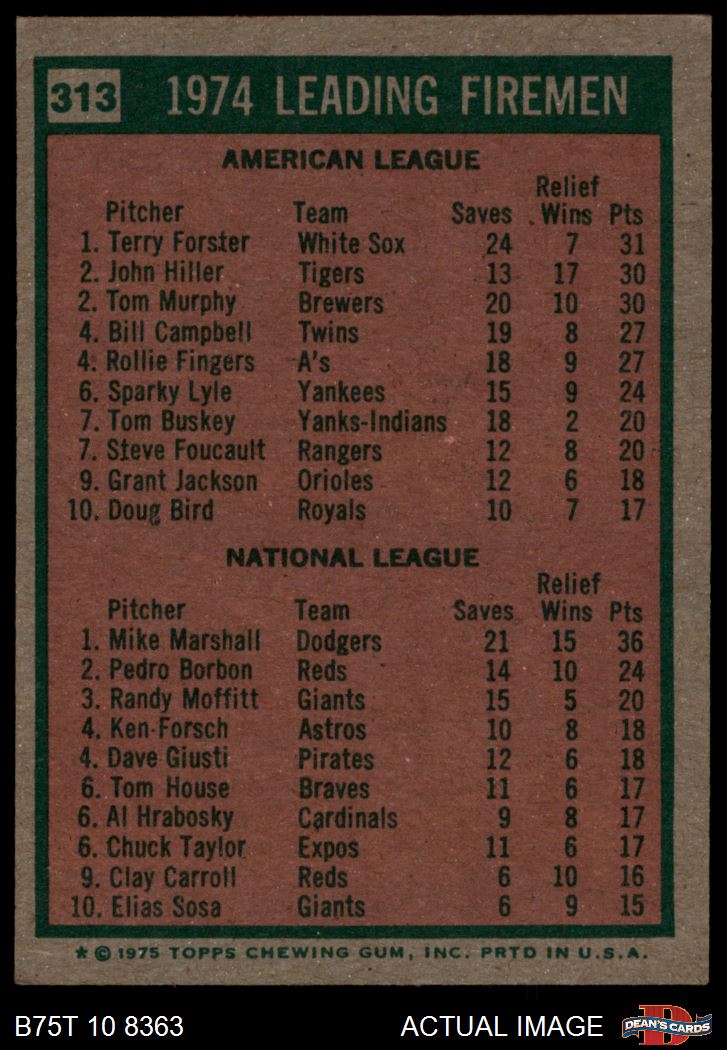 313 1974 LEADING FIREMEN
AMERICAN LEAGUE
Relief
Pitcher Team Saves Wins Pts
1. Terry Forster White Sox 24 7 31
2. John Hiller Tigers 13 17 30
2. Tom Murphy Brewers 20 10 30
4. Bill Campbell Twins 19 8 27
4. Rollie Fingers A's 18 9 27
6. Sparky Lyle Yankees 15 9 24
7. Tom Buskey Yanks-Indians 18 2 20
7. Steve Foucault Rangers 12 8 20
9. Grant Jackson Orioles 12 6 18
10. Doug Bird Royals 10 7 17
NATIONAL LEAGUE
Relief
Pitcher Team Saves Wins Pts
1. Mike Marshall Dodgers 21 15 36
2. Pedro Borbon Reds 14 10 24
3. Randy Moffitt Giants 15 5 20
4. Ken Forsch Astros 10 8 18
4. Dave Giusti Pirates 12 6 18
6. Tom House Braves 11 6 17
6. Al Hrabosky Cardinals 9 8 17
6. Chuck Taylor Expos 11 6 17
9. Clay Carroll Reds 6 10 16
10. Elias Sosa Giants 6 9 15
* © 1975 TOPPS CHEWING GUM, INC. PRTD IN U.S.A.
B75T 10 8363 ACTUAL IMAGE D DEAN'S CARDS